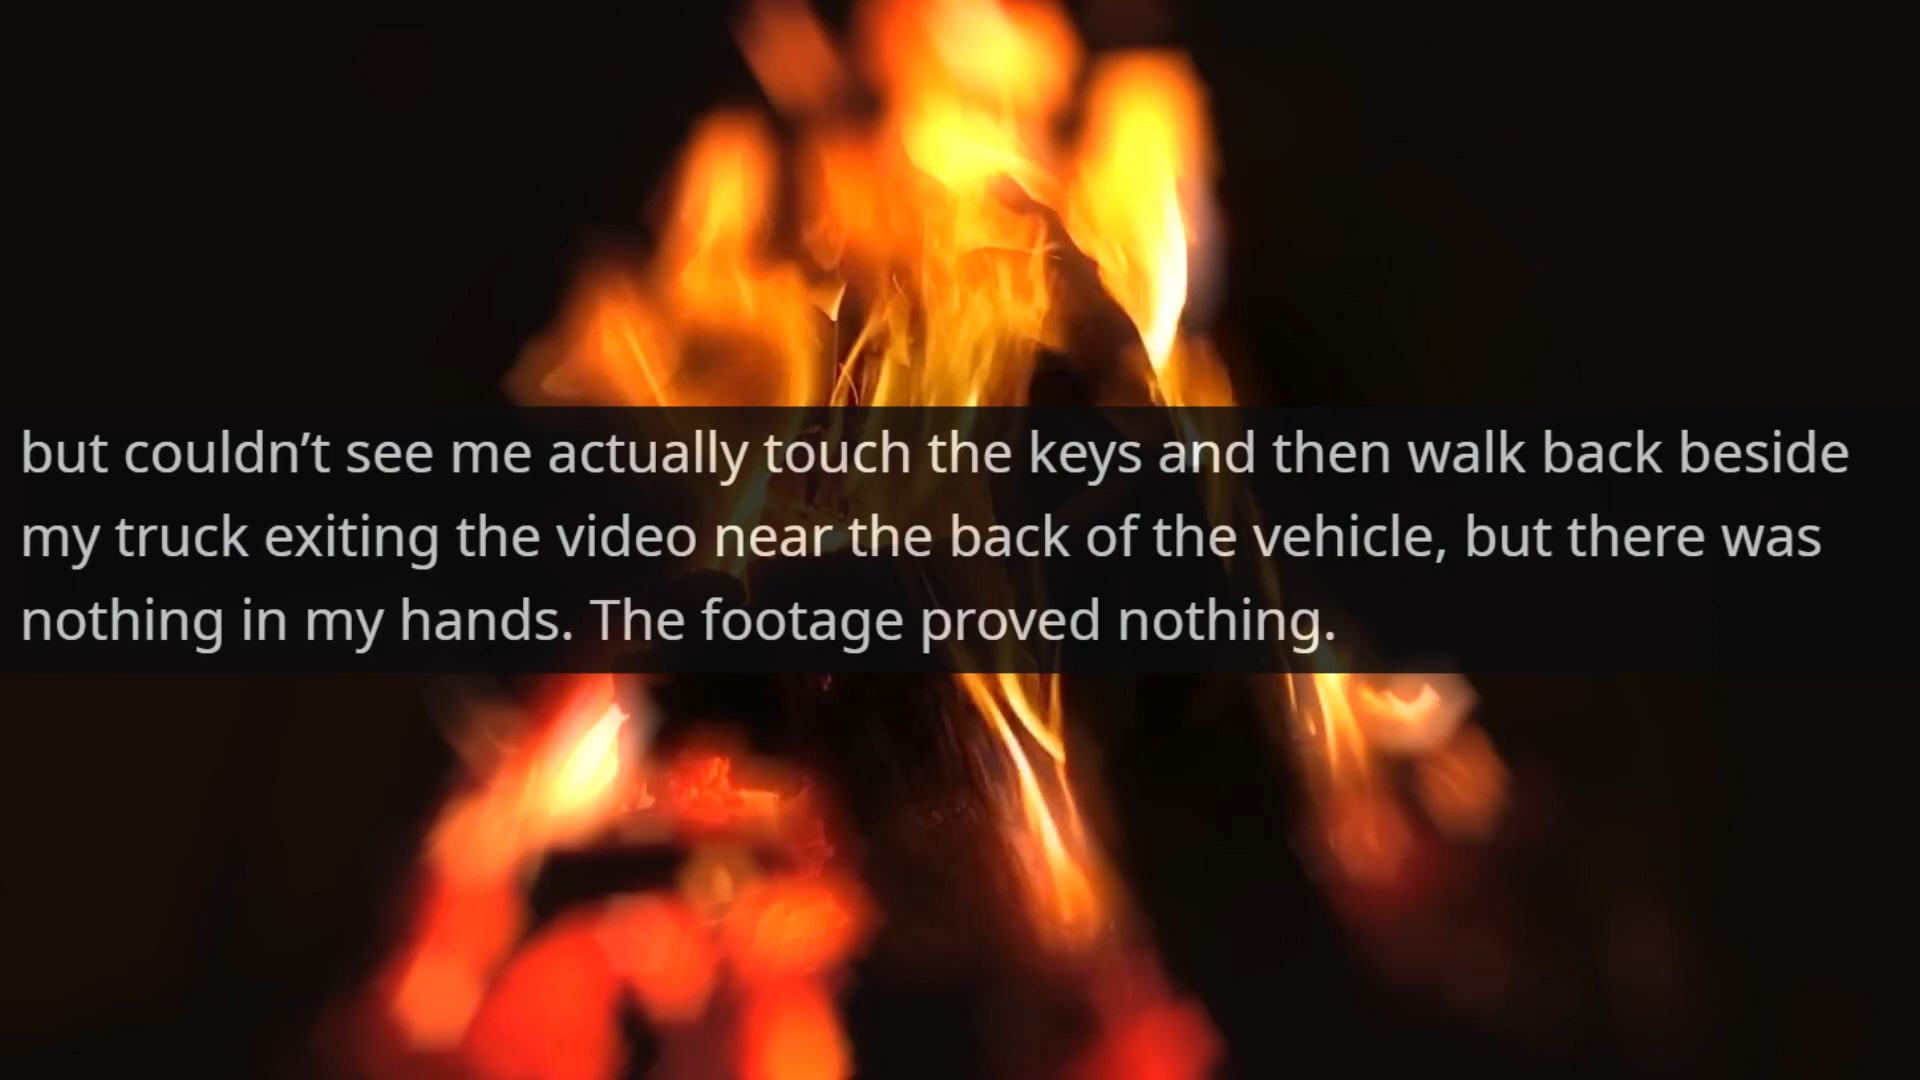 but couldn’t see me actually touch the keys and then walk back beside
my truck exiting the video near the back of the vehicle, but there was
nothing in my hands. The footage proved nothing.